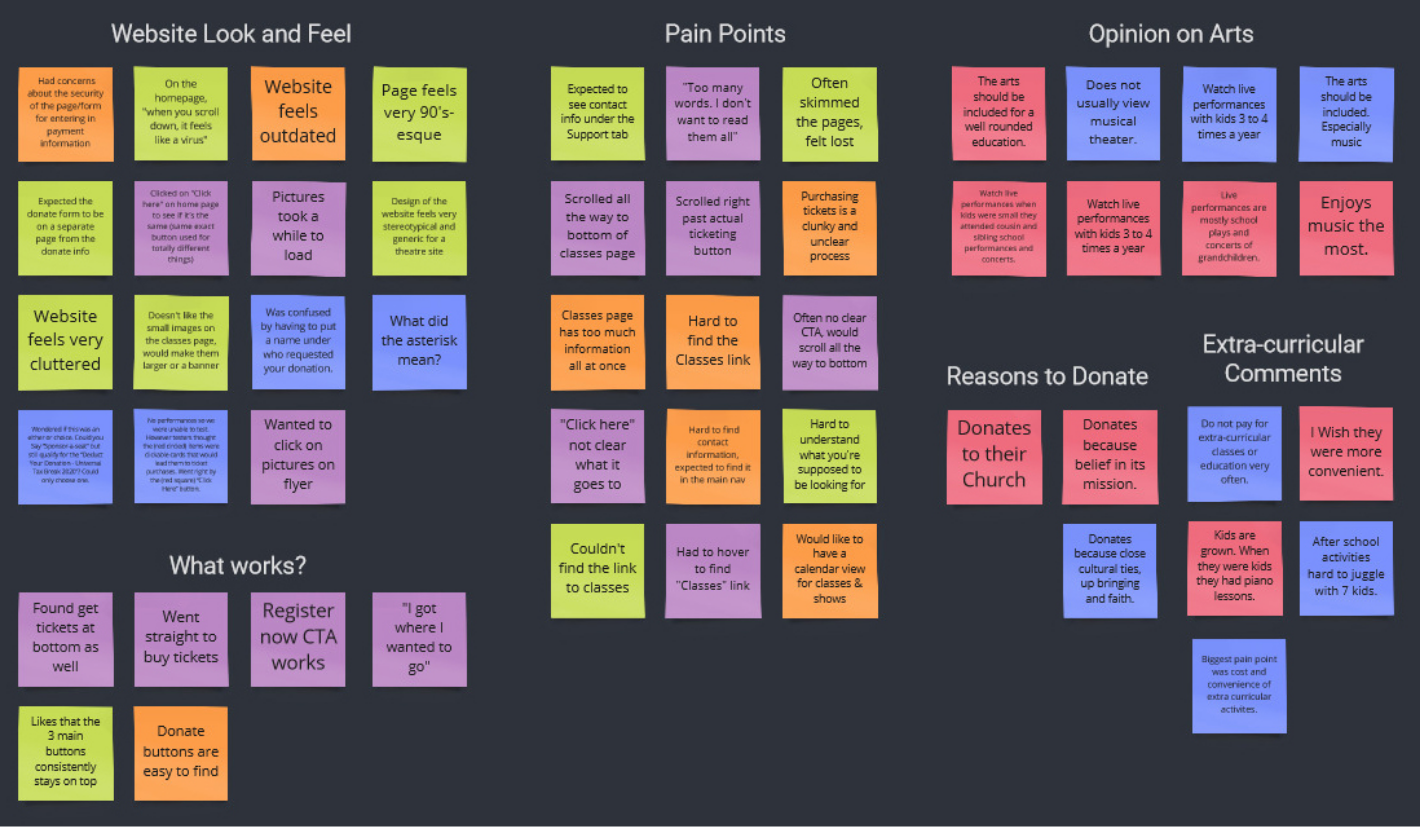 Website Look and Feel
Had concerns
about the security
of the page/form
for entering in
payment
information
On the
homepage,
"when you scroll
down, it feels
like a virus"
Website
feels
outdated
Page feels
very 90's-
esque
Expected the
donate form to be
on a separate
page from the
donate info
Clicked on "Click
here" on home page
to see if it's the
same (same exact
button used for
totally different
things)
Pictures
took a
while to
load
Design of the
website feels very
stereotypical and
generic for a
theatre site
Website
feels very
cluttered
Doesn't like the
small images on
the classes page,
would make them
larger or a banner
Was confused
by having to put
a name under
who requested
your donation.
What did
the asterisk
mean?
Wondered if this was an
either or choice. Could you
Say "Sponsor a seat" but
still qualify for the "Deduct
Your Donation - Universal
Tax Break 2020"? Could
only choose one.
No performances so we
were unable to test.
However testers thought
the (red circled) items were
clickable cards that would
lead them to ticket
purchases. Went right by
the (red square) "Click
Here" button.
Wanted to
click on
pictures on
flyer
What works?
Found get
tickets at
bottom as
well
Went
straight to
buy tickets
Register
now CTA
works
"I got
where I
wanted to
go"
Likes that the
3 main
buttons
consistently
stays on top
Donate
buttons are
easy to find
Pain Points
Expected to
see contact
info under the
Support tab
"Too many
words. I don't
want to read
them all"
Often
skimmed
the pages,
felt lost
Scrolled all
the way to
bottom of
classes page
Scrolled right
past actual
ticketing
button
Purchasing
tickets is a
clunky and
unclear
process
Classes page
has too much
information
all at once
Hard to
find the
Classes link
Often no clear
CTA, would
scroll all the
way to bottom
"Click here"
not clear
what it
goes to
Hard to find
contact
information,
expected to find it
in the main nav
Hard to
understand
what you're
supposed to
be looking for
Couldn't
find the link
to classes
Had to hover
to find
"Classes" link
Would like to
have a
calendar view
for classes &
shows
Opinion on Arts
The arts
should be
included for a
well rounded
education.
Does not
usually view
musical
theater.
Watch live
performances
with kids 3 to 4
times a year
The arts
should be
included.
Especially
music
Watch live
performances when
kids were small they
attended cousin and
sibling school
performances and
concerts.
Watch live
performances
with kids 3 to 4
times a year
Live
performances are
mostly school
plays and
concerts of
grandchildren.
Enjoys
music the
most.
Reasons to Donate
Donates
to their
Church
Donates
because
belief in its
mission.
Donates
because close
cultural ties,
up bringing
and faith.
Extra-curricular
Comments
Do not pay for
extra-curricular
classes or
education very
often.
I Wish they
were more
convenient.
Kids are
grown. When
they were kids
they had piano
lessons.
After school
activities
hard to juggle
with 7 kids.
Biggest pain point
was cost and
convenience of
extra curricular
activites.